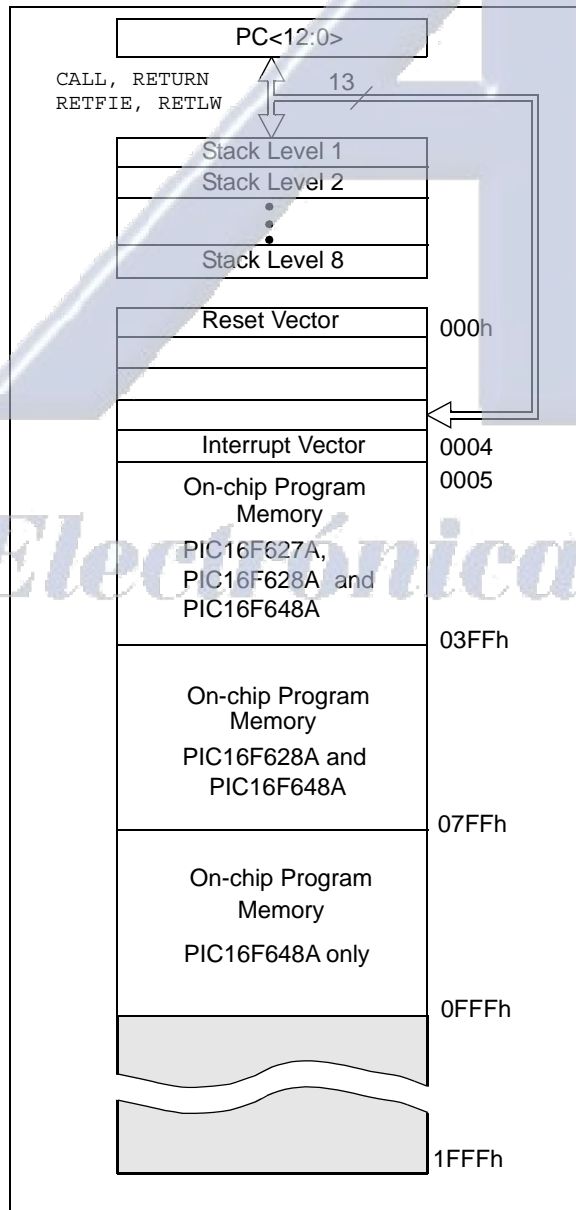 PC<12:0>
CALL, RETURN
RETFIE, RETLW
13
Stack Level 1
Stack Level 2
Stack Level 8
Reset Vector
000h
Interrupt Vector
0004
0005
On-chip Program
Memory
PIC16F627A,
PIC16F628A and
PIC16F648A
Electrónica
03FFh
On-chip Program
Memory
PIC16F628A and
PIC16F648A
07FFh
On-chip Program
Memory
PIC16F648A only
0FFFh
1FFFh